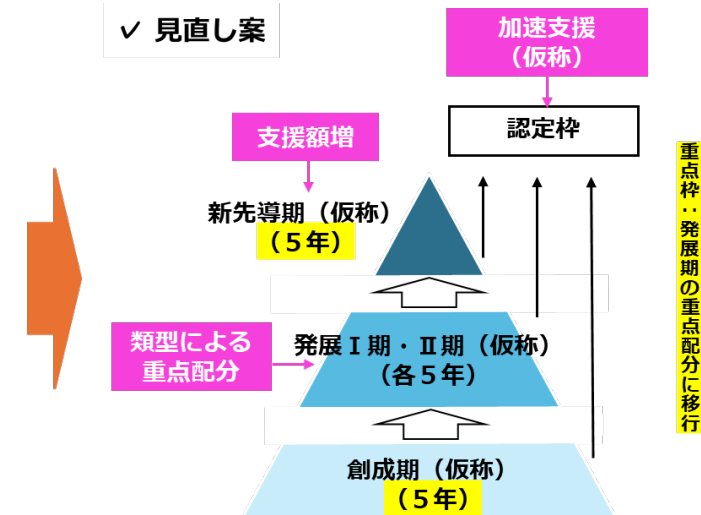 ✓ 見直し案
加速支援
（仮称）
認定枠
支援額増
新先導期（仮称）
（５年）
類型による
重点配分
発展Ⅰ期・Ⅱ期（仮称）
（各５年）
創成期（仮称）
（５年）
重点枠：発展期の重点配分に移行